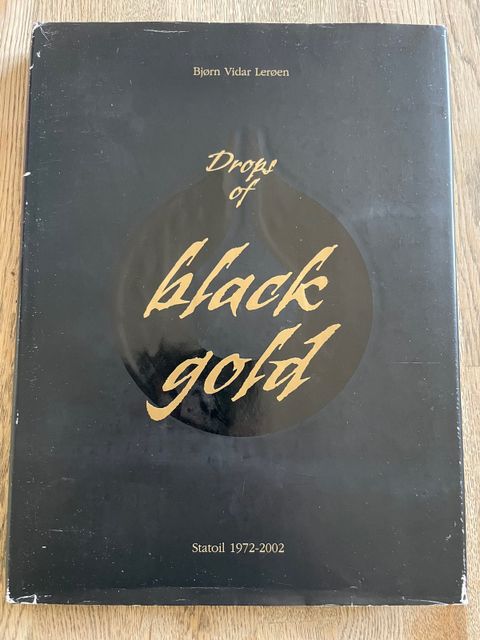 Bjørn Vidar Lerøen
Drops
of
black
gold
Statoil 1972-2002